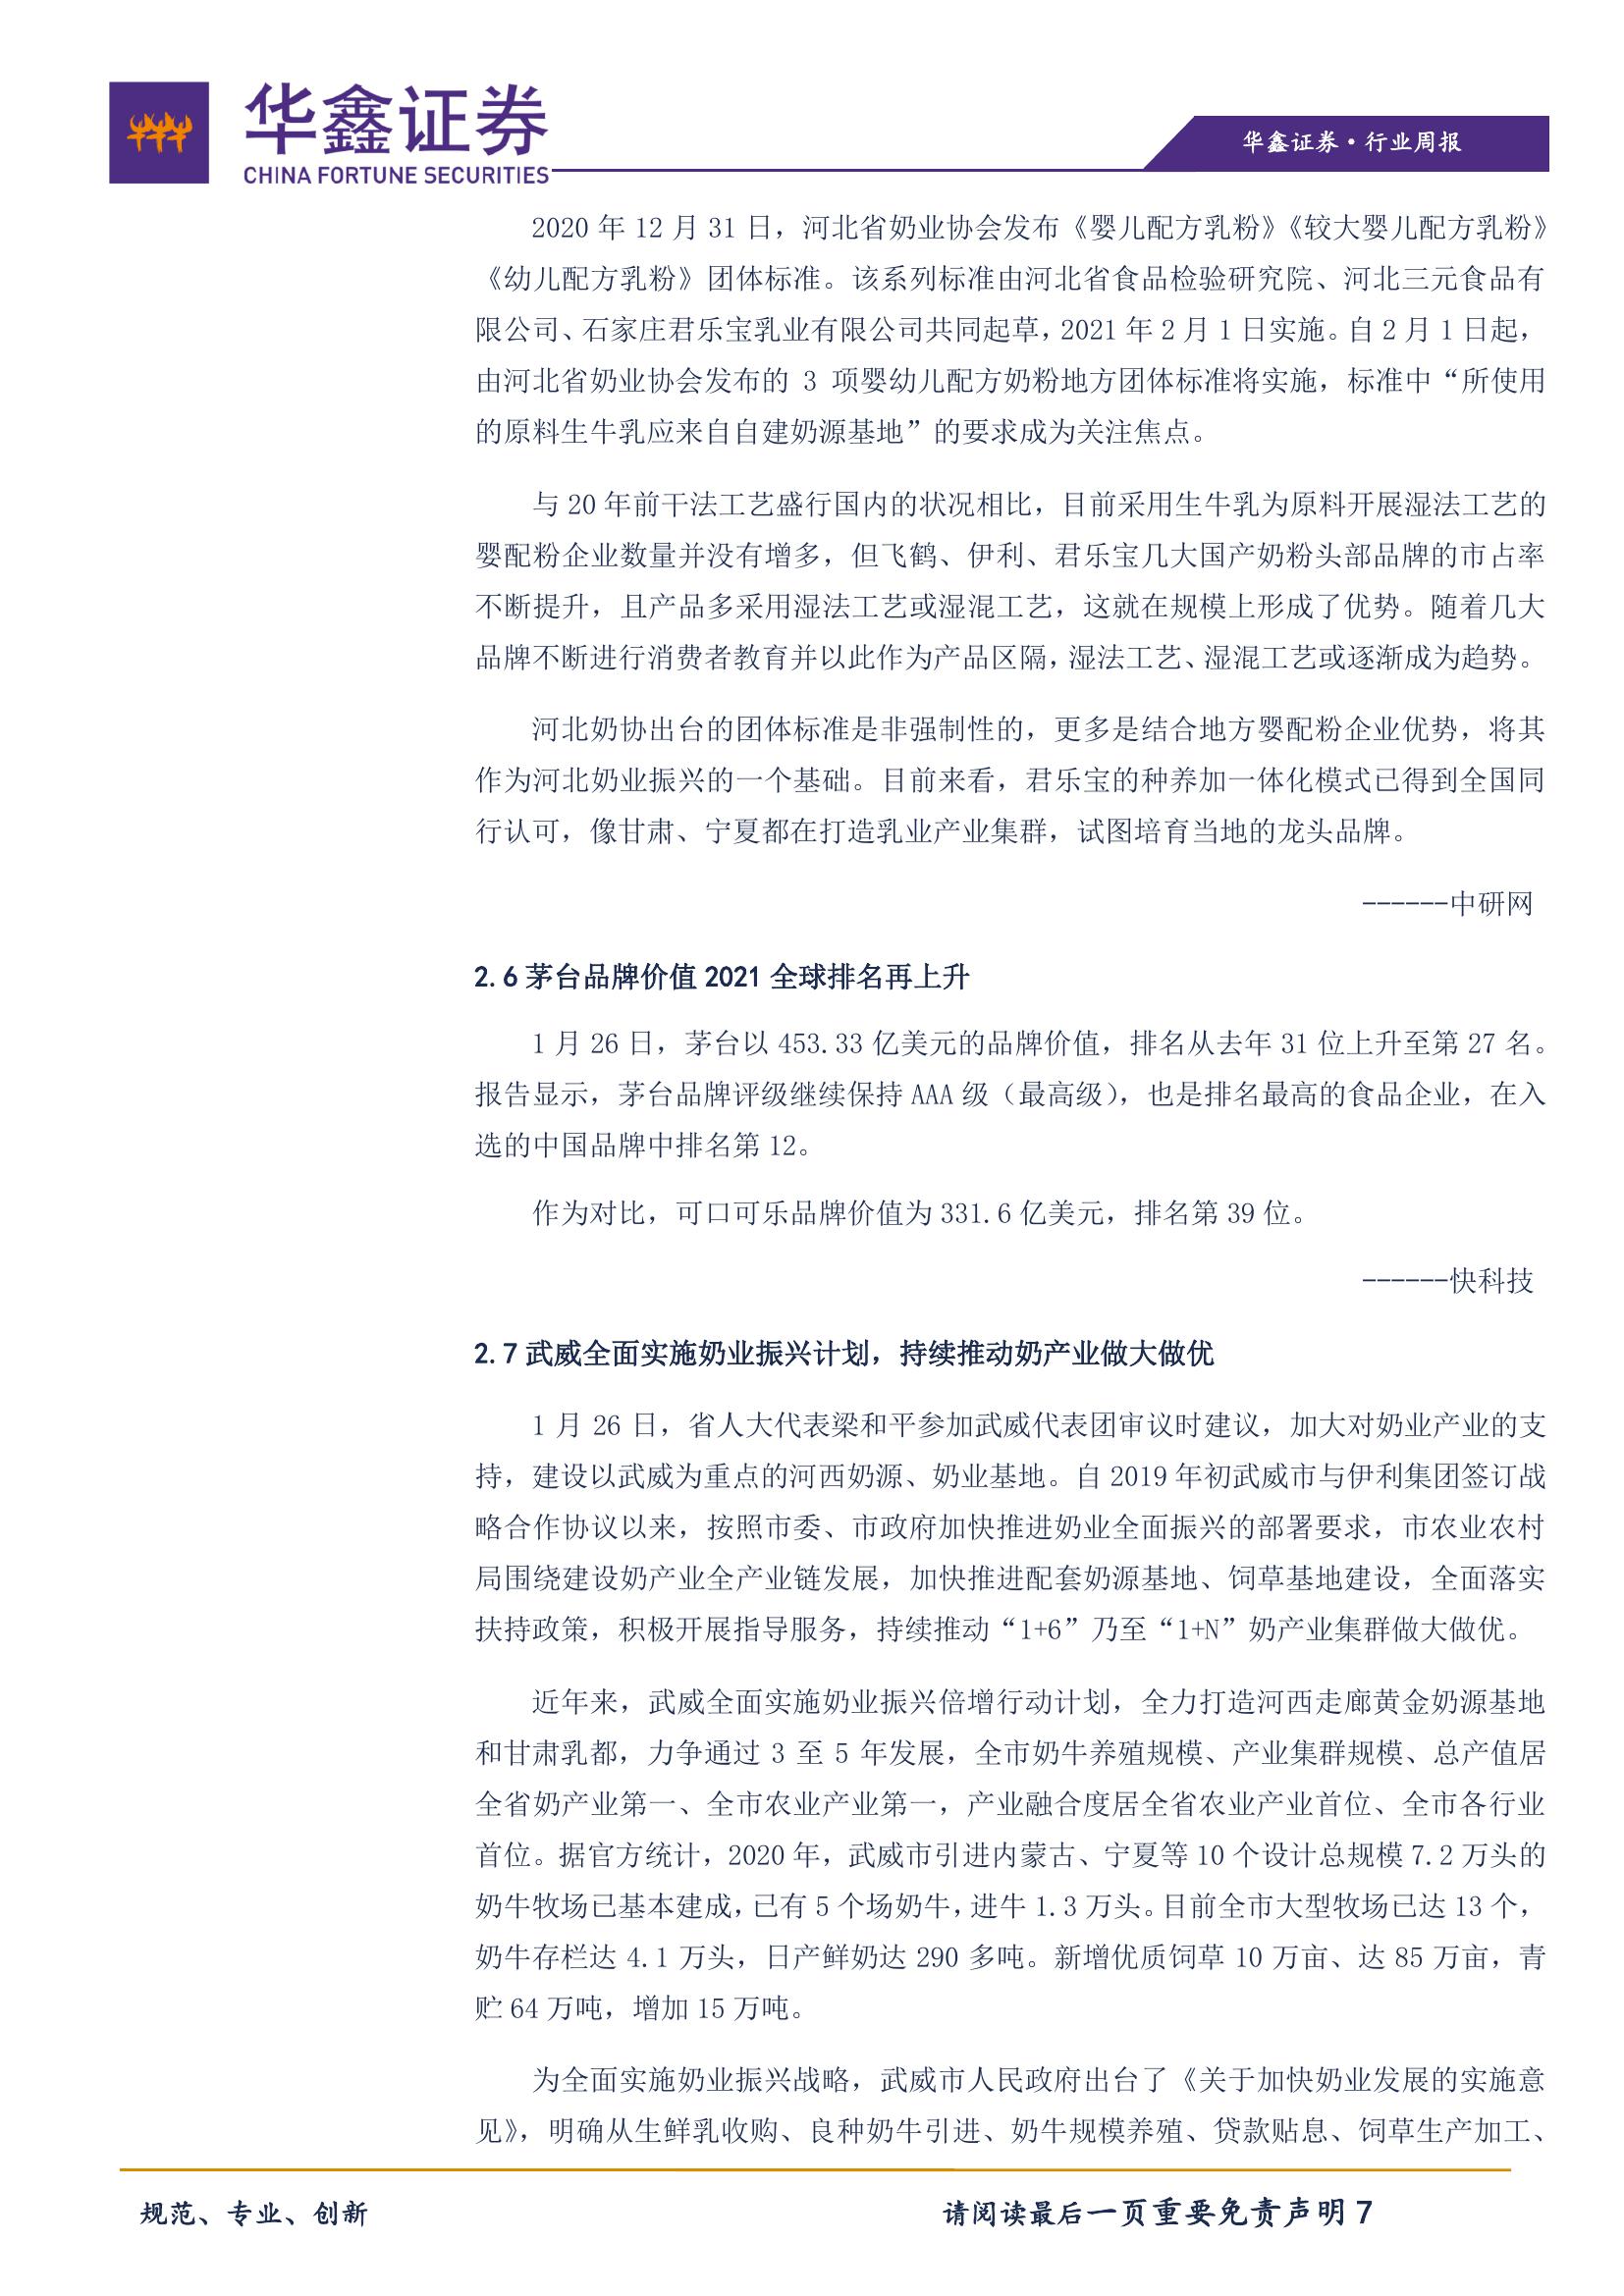 华鑫证券
CHINA FORTUNE SECURITIES
华鑫证券·行业周报
2020 年 12 月 31 日，河北省奶业协会发布《婴儿配方乳粉》《较大婴儿配方乳粉》
《幼儿配方乳粉》团体标准。该系列标准由河北省食品检验研究院、河北三元食品有
限公司、石家庄君乐宝乳业有限公司共同起草，2021 年 2 月 1 日实施。自 2 月 1 日起，
由河北省奶业协会发布的 3 项婴幼儿配方奶粉地方团体标准将实施，标准中“所使用
的原料生牛乳应来自自建奶源基地”的要求成为关注焦点。
与 20 年前干法工艺盛行国内的状况相比，目前采用生牛乳为原料开展湿法工艺的
婴配粉企业数量并没有增多，但飞鹤、伊利、君乐宝几大国产奶粉头部品牌的市占率
不断提升，且产品多采用湿法工艺或湿混工艺，这就在规模上形成了优势。随着几大
品牌不断进行消费者教育并以此作为产品区隔，湿法工艺、湿混工艺或逐渐成为趋势。
河北奶协出台的团体标准是非强制性的，更多是结合地方婴配粉企业优势，将其
作为河北奶业振兴的一个基础。目前来看，君乐宝的种养加一体化模式已得到全国同
行认可，像甘肃、宁夏都在打造乳业产业集群，试图培育当地的龙头品牌。
------中研网
2.6 茅台品牌价值 2021 全球排名再上升
1 月 26 日，茅台以 453.33 亿美元的品牌价值，排名从去年 31 位上升至第 27 名。
报告显示，茅台品牌评级继续保持 AAA 级（最高级），也是排名最高的食品企业，在入
选的中国品牌中排名第 12。
作为对比，可口可乐品牌价值为 331.6 亿美元，排名第 39 位。
------快科技
2.7 武威全面实施奶业振兴计划，持续推动奶产业做大做优
1 月 26 日，省人大代表梁和平参加武威代表团审议时建议，加大对奶业产业的支
持，建设以武威为重点的河西奶源、奶业基地。自 2019 年初武威市与伊利集团签订战
略合作协议以来，按照市委、市政府加快推进奶业全面振兴的部署要求，市农业农村
局围绕建设奶产业全产业链发展，加快推进配套奶源基地、饲草基地建设，全面落实
扶持政策，积极开展指导服务，持续推动“1+6”乃至“1+N”奶产业集群做大做优。
近年来，武威全面实施奶业振兴倍增行动计划，全力打造河西走廊黄金奶源基地
和甘肃乳都，力争通过 3 至 5 年发展，全市奶牛养殖规模、产业集群规模、总产值居
全省奶产业第一、全市农业产业第一，产业融合度居全省农业产业首位、全市各行业
首位。据官方统计，2020 年，武威市引进内蒙古、宁夏等 10 个设计总规模 7.2 万头的
奶牛牧场已基本建成，已有 5 个场奶牛，进牛 1.3 万头。目前全市大型牧场已达 13 个，
奶牛存栏达 4.1 万头，日产鲜奶达 290 多吨。新增优质饲草 10 万亩、达 85 万亩，青
贮 64 万吨，增加 15 万吨。
为全面实施奶业振兴战略，武威市人民政府出台了《关于加快奶业发展的实施意
见》，明确从生鲜乳收购、良种奶牛引进、奶牛规模养殖、贷款贴息、饲草生产加工、
规范、专业、创新
请阅读最后一页重要免责声明 7